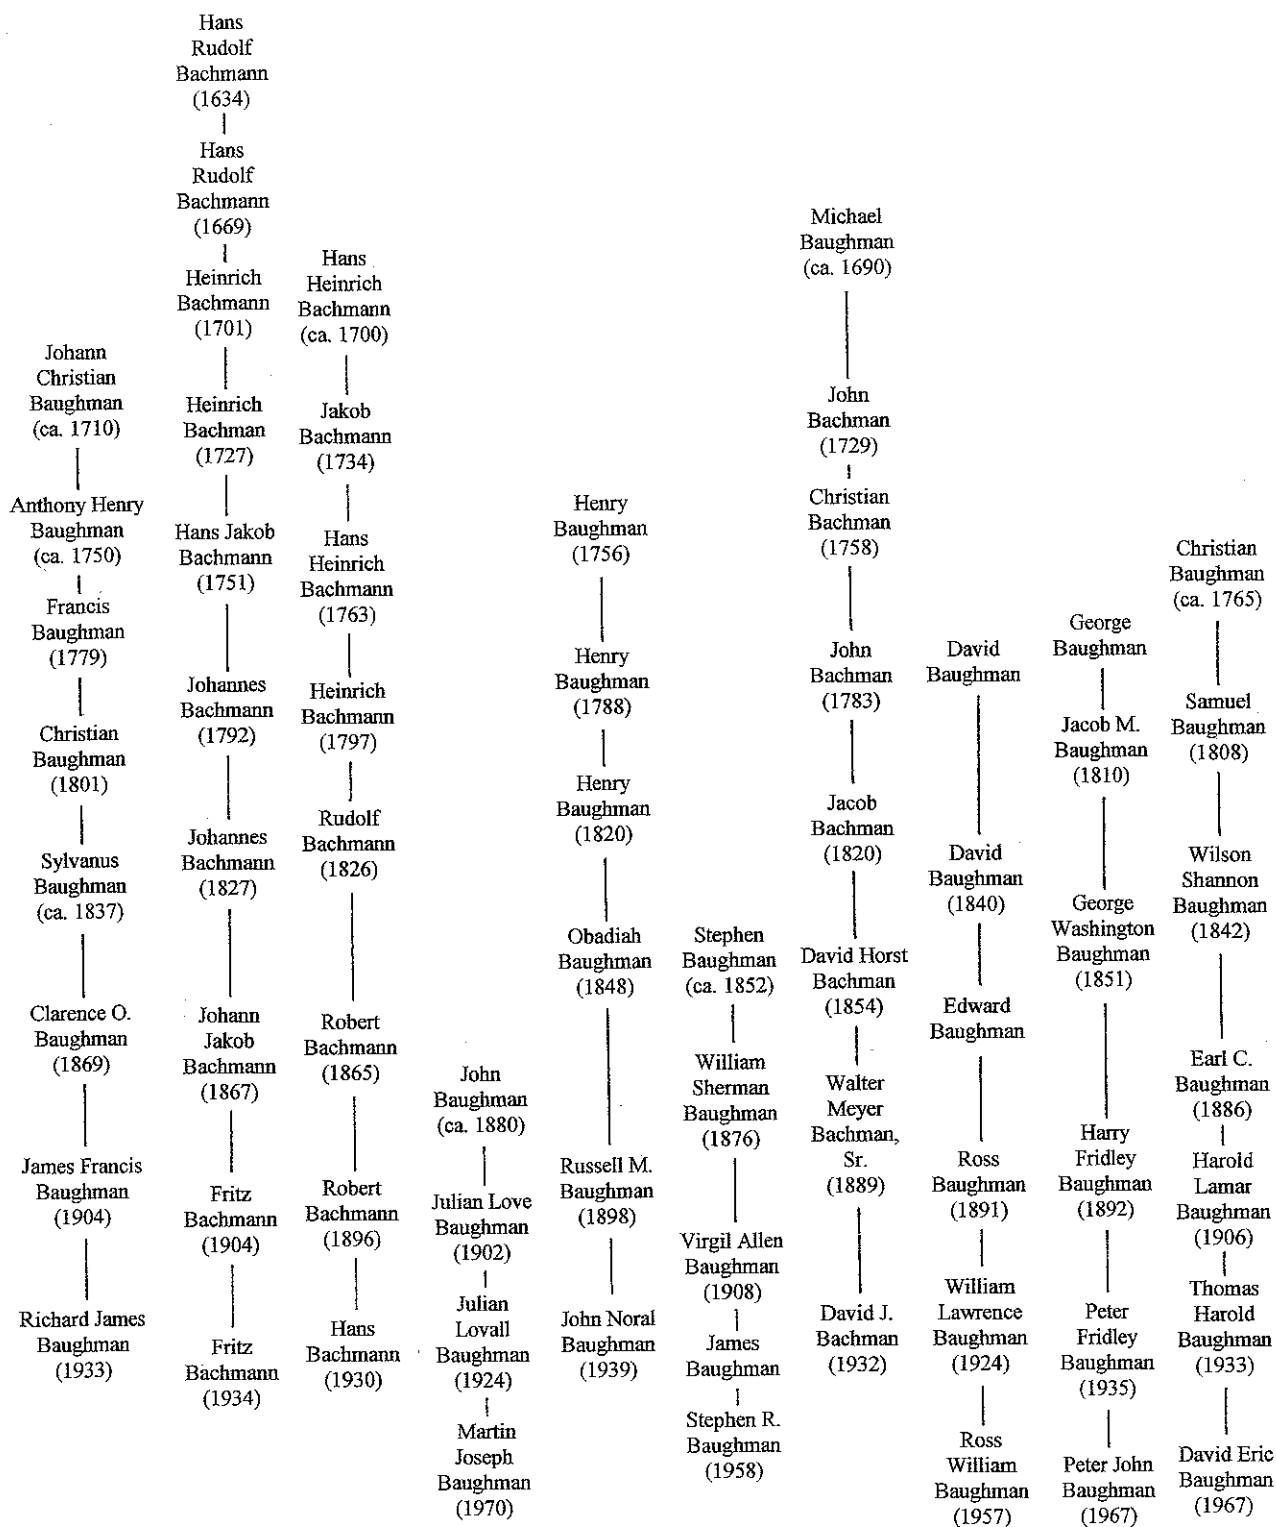 Johann
Christian
Baughman
(ca. 1710)
Anthony Henry
Baughman
(ca. 1750)
Francis
Baughman
(1779)
Christian
Baughman
(1801)
Sylvanus
Baughman
(ca. 1837)
Clarence O.
Baughman
(1869)
James Francis
Baughman
(1904)
Richard James
Baughman
(1933)
Hans
Rudolf
Bachmann
(1634)
Hans
Rudolf
Bachmann
(1669)
Heinrich
Bachmann
(1701)
Heinrich
Bachman
(1727)
Hans Jakob
Bachmann
(1751)
Johannes
Bachmann
(1792)
Johannes
Bachmann
(1827)
Johann
Jakob
Bachmann
(1867)
Fritz
Bachmann
(1904)
Fritz
Bachmann
(1934)
Hans
Heinrich
Bachmann
(ca. 1700)
Jakob
Bachmann
(1734)
Hans
Heinrich
Bachmann
(1763)
Heinrich
Bachmann
(1797)
Rudolf
Bachmann
(1826)
Robert
Bachmann
(1865)
Robert
Bachmann
(1896)
Hans
Bachmann
(1930)
John
Baughman
(ca. 1880)
Julian Love
Baughman
(1902)
Julian
Lovall
Baughman
(1924)
Martin
Joseph
Baughman
(1970)
Henry
Baughman
(1756)
Henry
Baughman
(1788)
Henry
Baughman
(1820)
Obadiah
Baughman
(1848)
Russell M.
Baughman
(1898)
John Noral
Baughman
(1939)
Stephen
Baughman
(ca. 1852)
William
Sherman
Baughman
(1876)
Virgil Allen
Baughman
(1908)
James
Baughman
Stephen R.
Baughman
(1958)
Michael
Baughman
(ca. 1690)
John
Bachman
(1729)
Christian
Bachman
(1758)
John
Bachman
(1783)
Jacob
Bachman
(1820)
David Horst
Bachman
(1854)
Walter
Meyer
Bachman,
Sr.
(1889)
David J.
Bachman
(1932)
David
Baughman
David
Baughman
(1840)
Edward
Baughman
Ross
Baughman
(1891)
William
Lawrence
Baughman
(1924)
Ross
William
Baughman
(1957)
George
Baughman
Jacob M.
Baughman
(1810)
George
Washington
Baughman
(1851)
Harry
Fridley
Baughman
(1892)
Peter
Fridley
Baughman
(1935)
Peter John
Baughman
(1967)
Christian
Baughman
(ca. 1765)
Samuel
Baughman
(1808)
Wilson
Shannon
Baughman
(1842)
Earl C.
Baughman
(1886)
Harold
Lamar
Baughman
(1906)
Thomas
Harold
Baughman
(1933)
David Eric
Baughman
(1967)